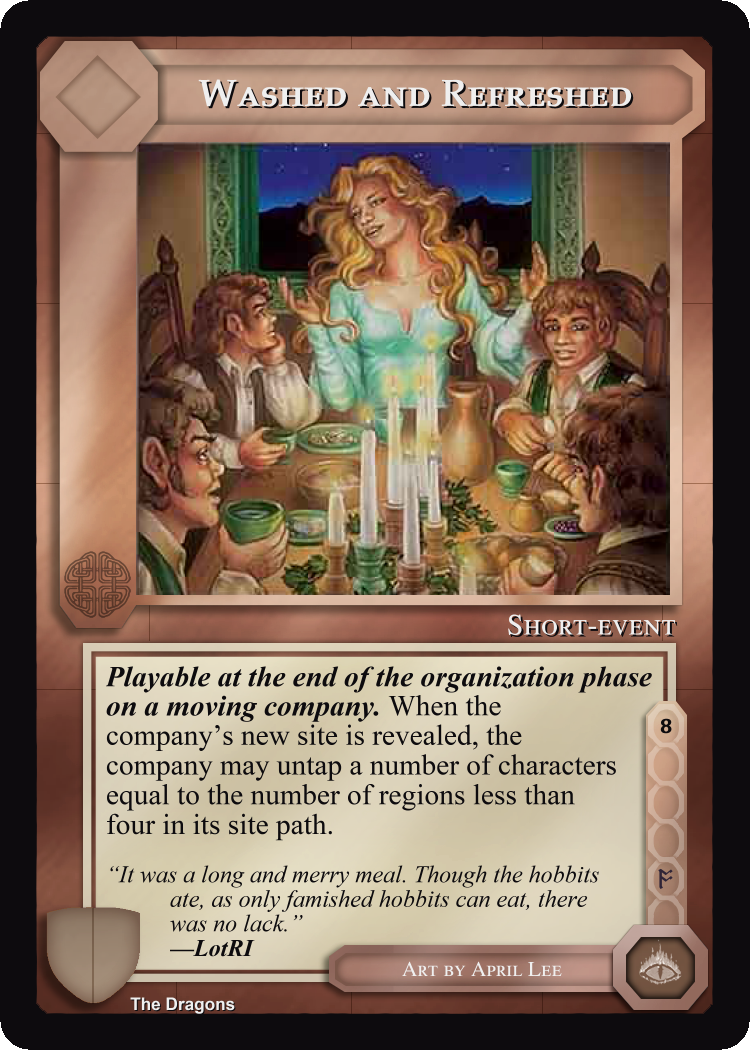 Washed and Refreshed
Short-event
Playable at the end of the organization phase
on a moving company. When the
company’s new site is revealed, the
company may untap a number of characters
equal to the number of regions less than
four in its site path.
8
“It was a long and merry meal. Though the hobbits
ate, as only famished hobbits can eat, there
was no lack.”
—LotRI
Art by April Lee
The Dragons